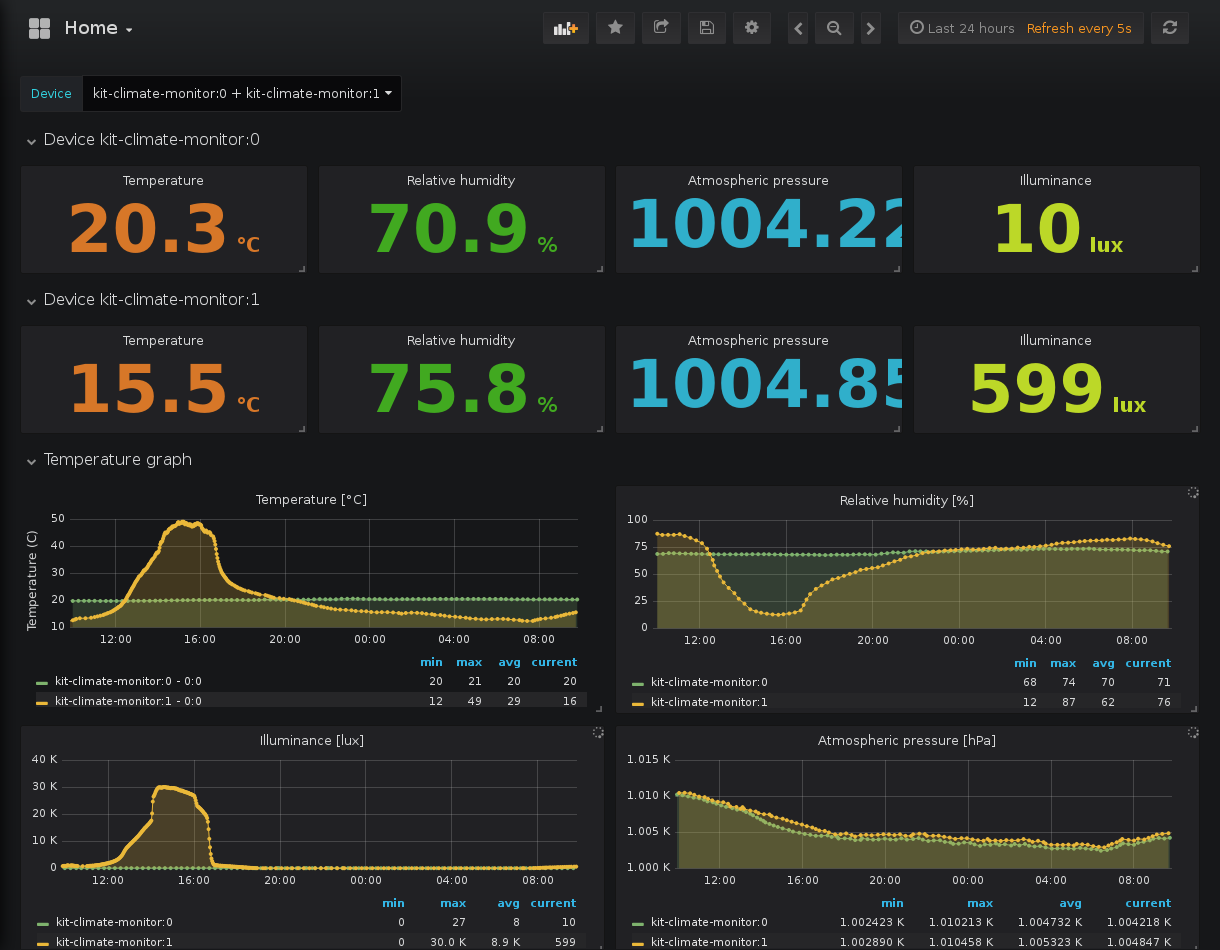 Home
Last 24 hours Refresh every 5s
Device kit-climate-monitor:0 + kit-climate-monitor:1
Device kit-climate-monitor:0
Temperature Relative humidity Atmospheric pressure Illuminance
20.3 °C 70.9 % 1004.22 10 lux
Device kit-climate-monitor:1
Temperature Relative humidity Atmospheric pressure Illuminance
15.5 °C 75.8 % 1004.85 599 lux
Temperature graph
Temperature [°C]
Temperature (C)
50
40
30
20
10
12:00 16:00 20:00 00:00 04:00 08:00
min max avg current
kit-climate-monitor:0 - 0:0 20 21 20 20
kit-climate-monitor:1 - 0:0 12 49 29 16
Relative humidity [%]
100
75
50
25
0
12:00 16:00 20:00 00:00 04:00 08:00
min max avg current
kit-climate-monitor:0 68 74 70 71
kit-climate-monitor:1 12 87 62 76
Illuminance [lux]
40 K
30 K
20 K
10 K
0
12:00 16:00 20:00 00:00 04:00 08:00
min max avg current
kit-climate-monitor:0 0 27 8 10
kit-climate-monitor:1 0 30.0 K 8.9 K 599
Atmospheric pressure [hPa]
1.015 K
1.010 K
1.005 K
1.000 K
12:00 16:00 20:00 00:00 04:00 08:00
min max avg current
kit-climate-monitor:0 1.002423 K 1.010213 K 1.004732 K 1.004218 K
kit-climate-monitor:1 1.002890 K 1.010458 K 1.005323 K 1.004847 K